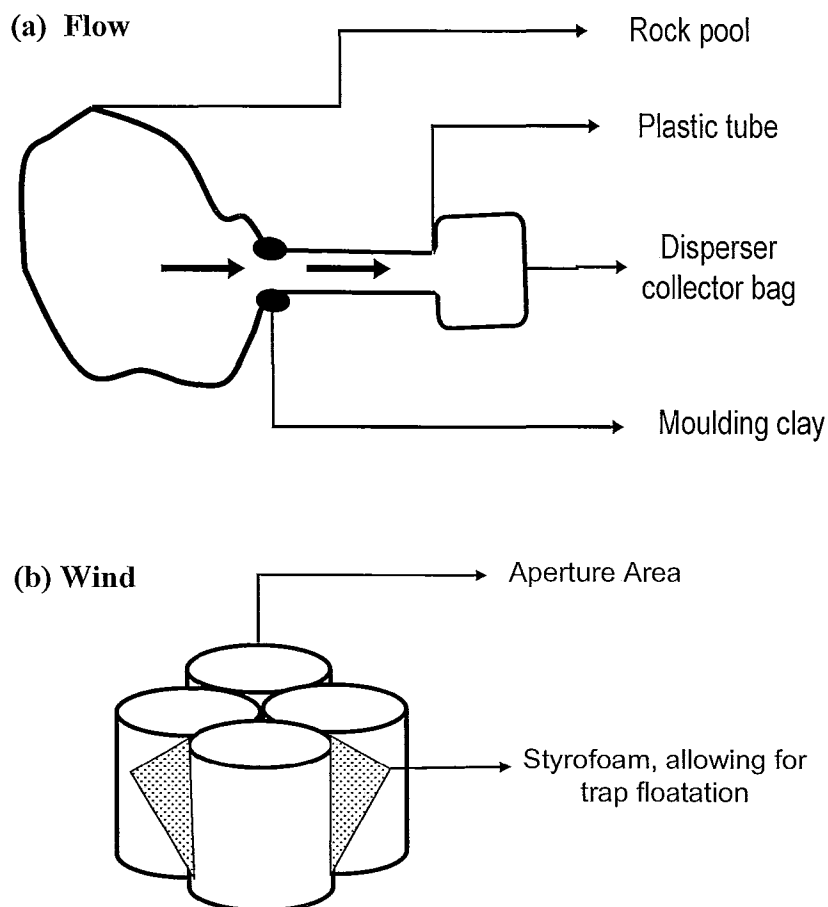 (a) Flow
Rock pool
Plastic tube
Disperser
collector bag
Moulding clay
(b) Wind
Aperture Area
Styrofoam, allowing for
trap floatation